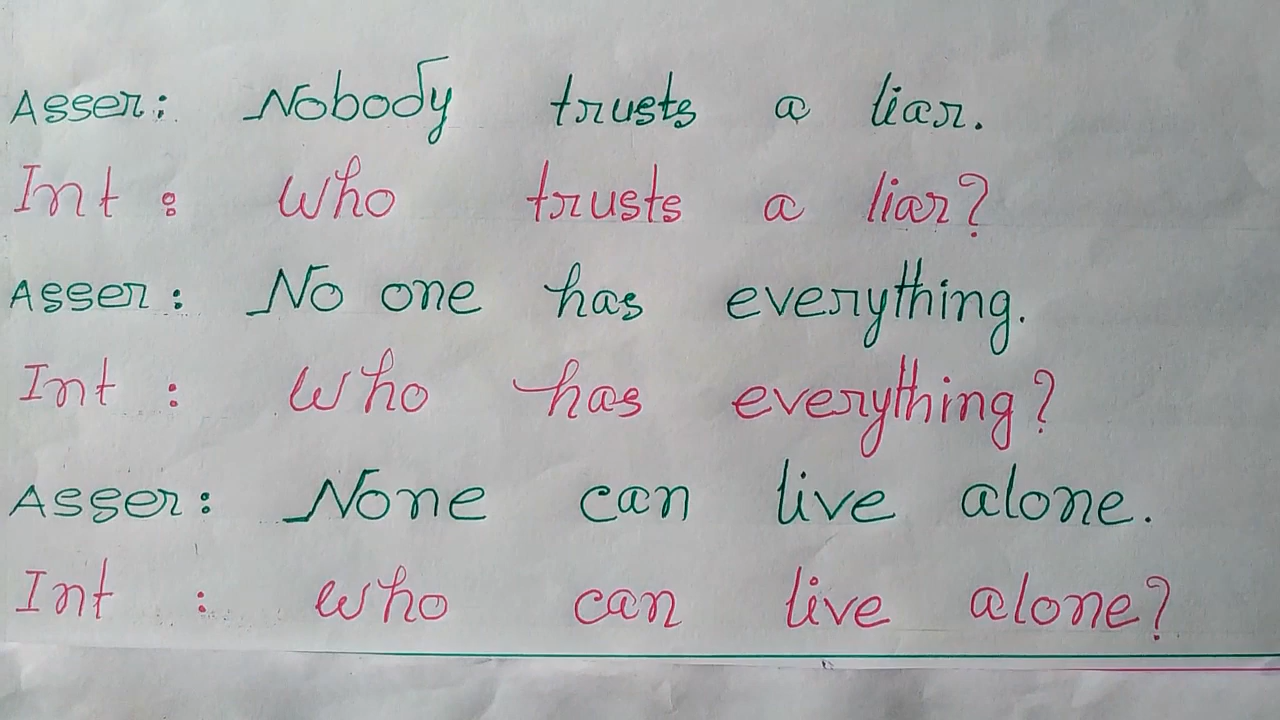 Asser: Nobody trusts a liar.
Int : Who trusts a liar?
Asser: No one has everything.
Int : Who has everything?
Asser: None can live alone.
Int : Who can live alone?